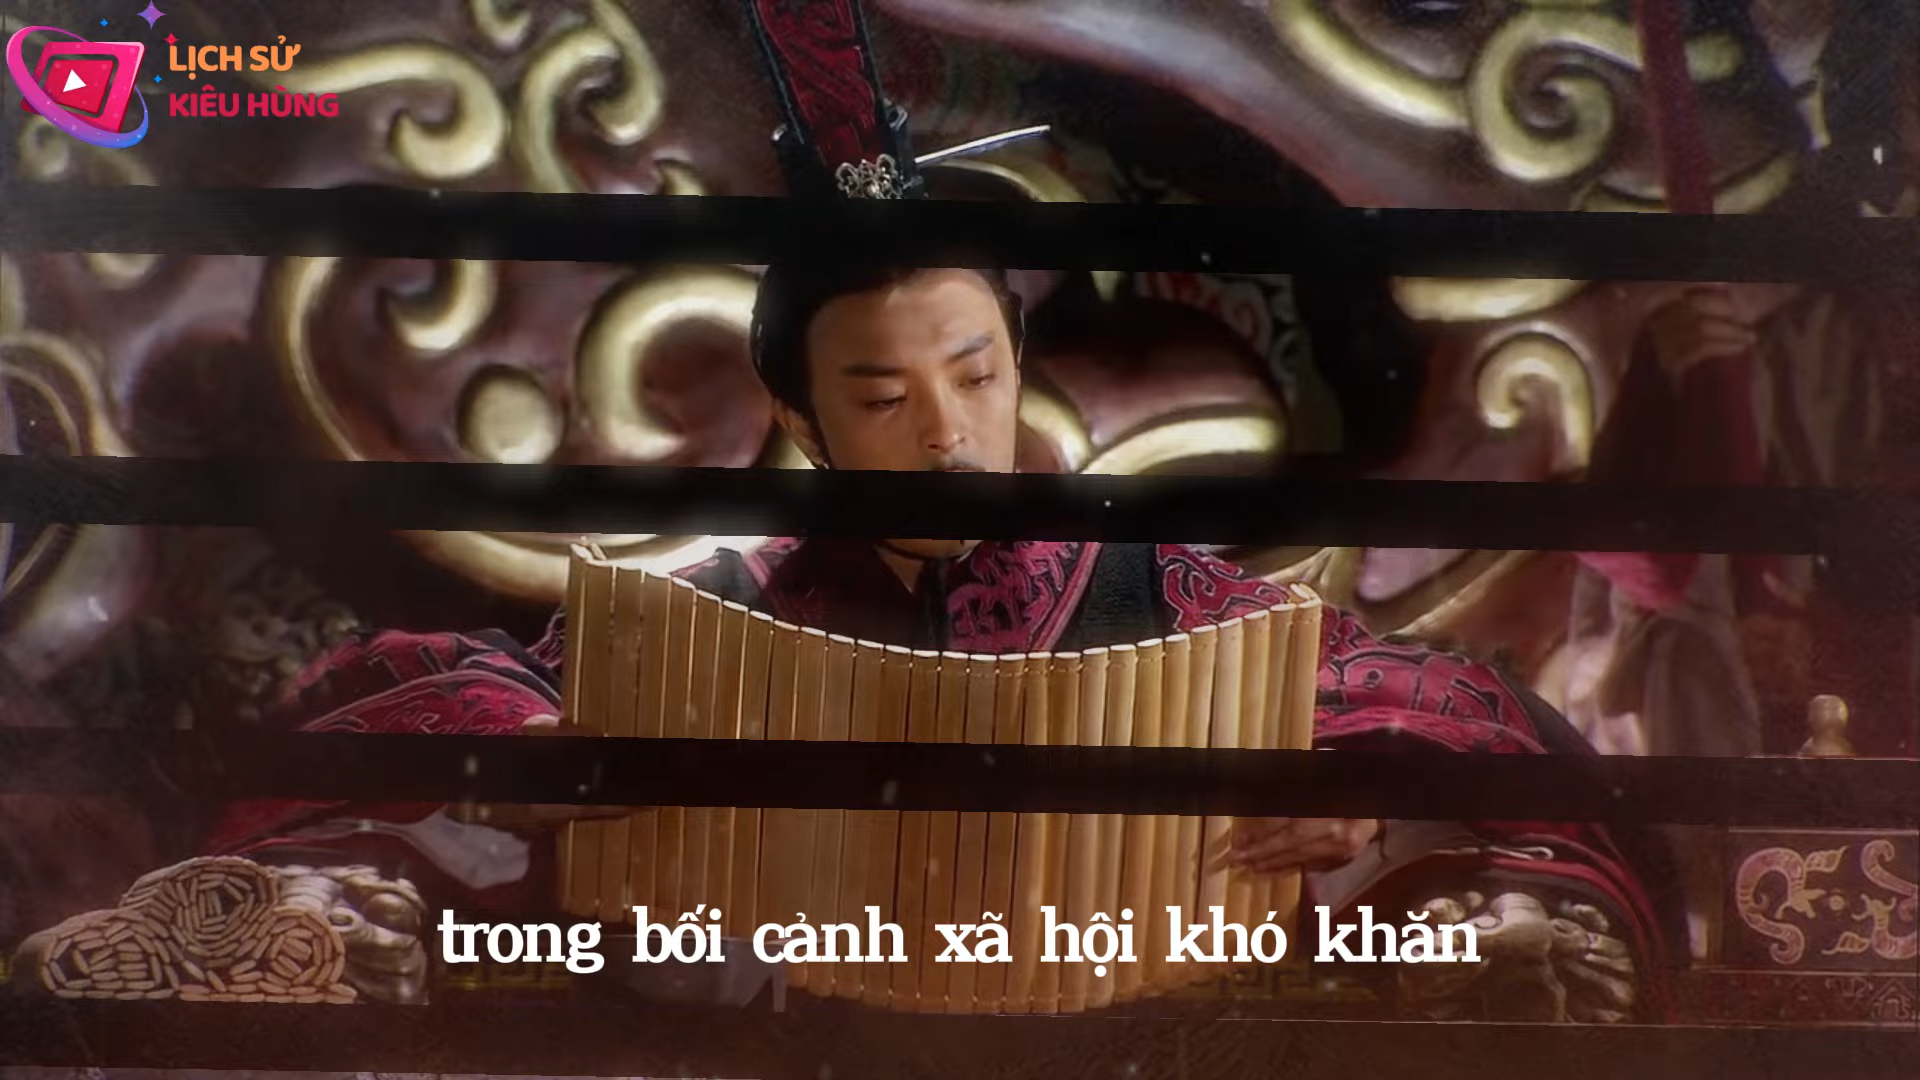 LỊCH SỬ
KIÊU HÙNG
trong bối cảnh xã hội khó khăn